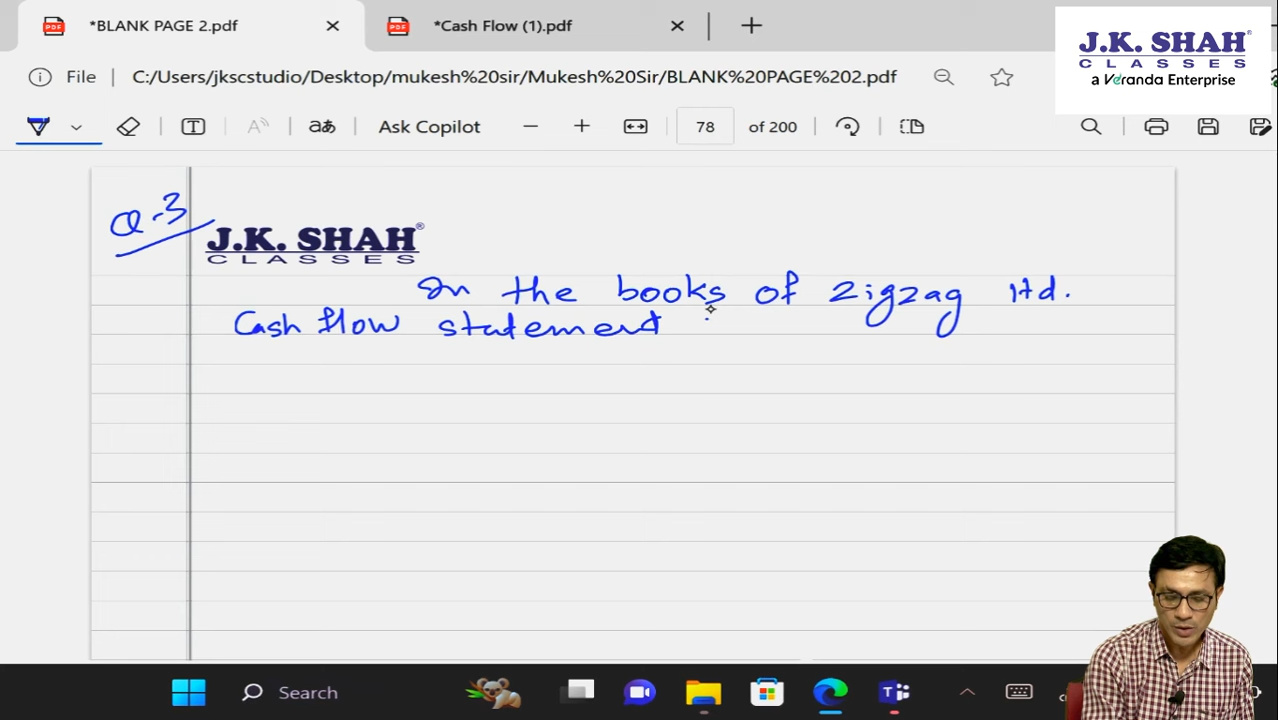 *BLANK PAGE 2.pdf
*Cash Flow (1).pdf
J.K. SHAH
CLASSES
a Veranda Enterprise
File
C:/Users/jkscstudio/Desktop/mukesh%20sir/Mukesh%20Sir/BLANK%20PAGE%202.pdf
Ask Copilot
78 of 200
Q-3
J.K. SHAH
CLASSES
In the books of Zigzag ltd.
Cash flow statement
Search